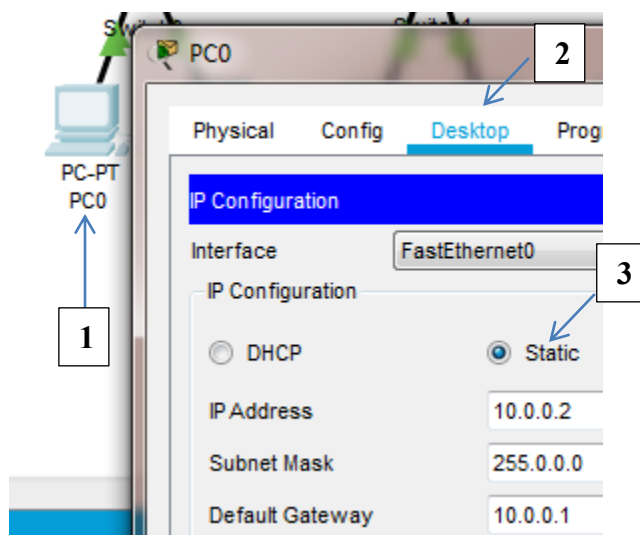 PC0
2
Physical Config Desktop
PC-PT
PC0
IP Configuration
Interface FastEthernet0
3
IP Configuration
1
DHCP Static
IP Address 10.0.0.2
Subnet Mask 255.0.0.0
Default Gateway 10.0.0.1